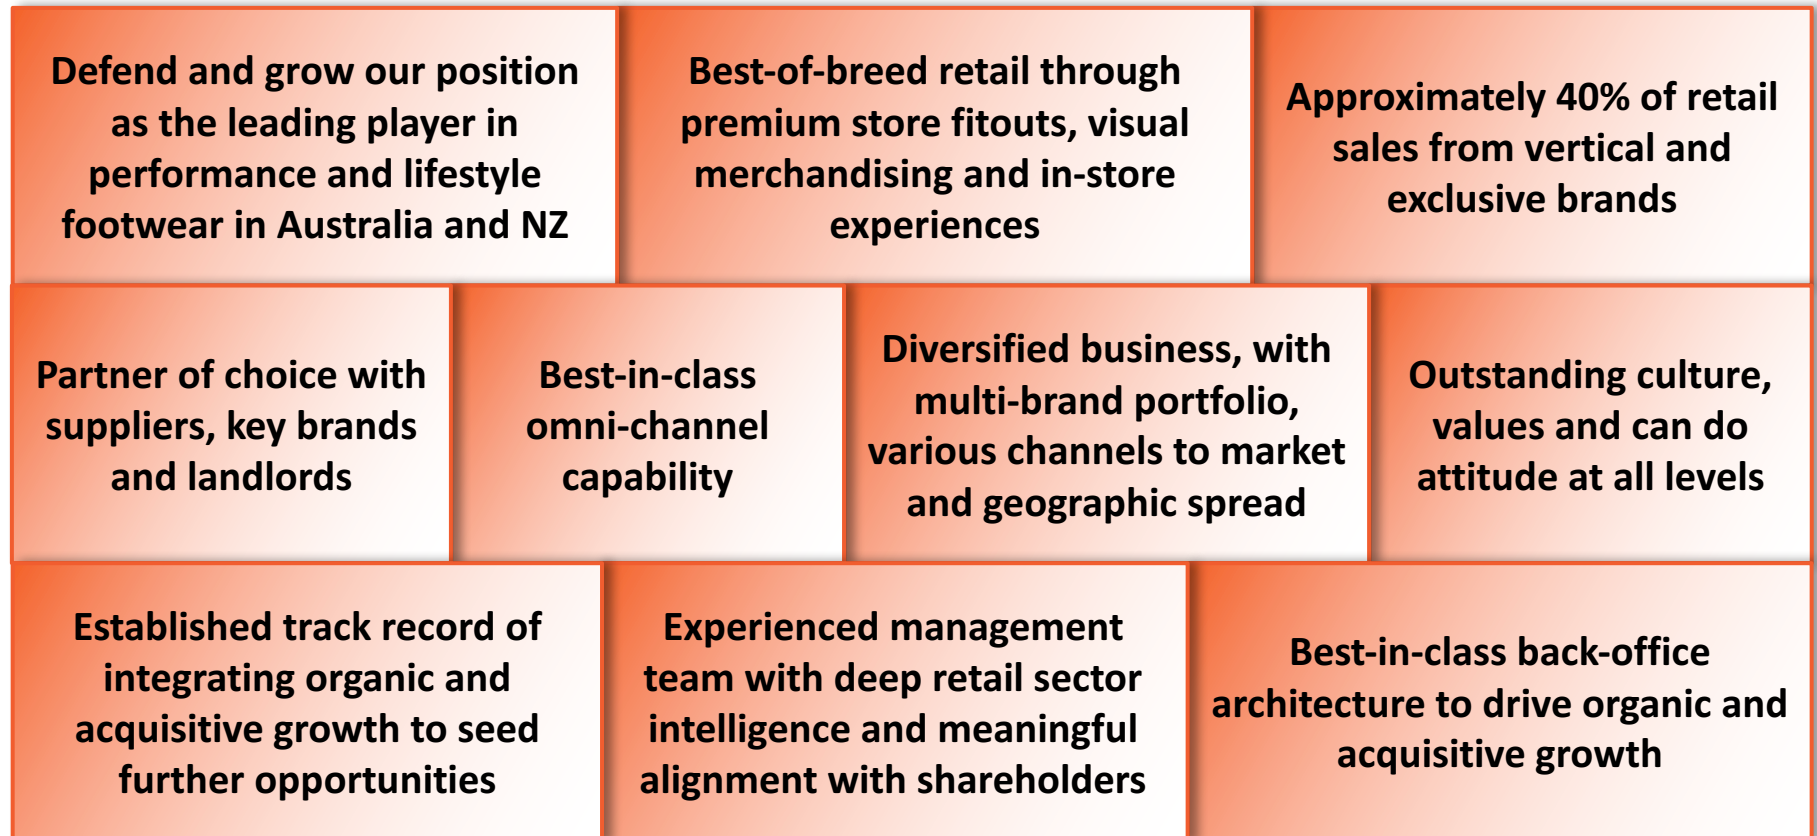 Defend and grow our position
as the leading player in
performance and lifestyle
footwear in Australia and NZ
Best-of-breed retail through
premium store fitouts, visual
merchandising and in-store
experiences
Approximately 40% of retail
sales from vertical and
exclusive brands
Partner of choice with
suppliers, key brands
and landlords
Best-in-class
omni-channel
capability
Diversified business, with
multi-brand portfolio,
various channels to market
and geographic spread
Outstanding culture,
values and can do
attitude at all levels
Established track record of
integrating organic and
acquisitive growth to seed
further opportunities
Experienced management
team with deep retail sector
intelligence and meaningful
alignment with shareholders
Best-in-class back-office
architecture to drive organic and
acquisitive growth